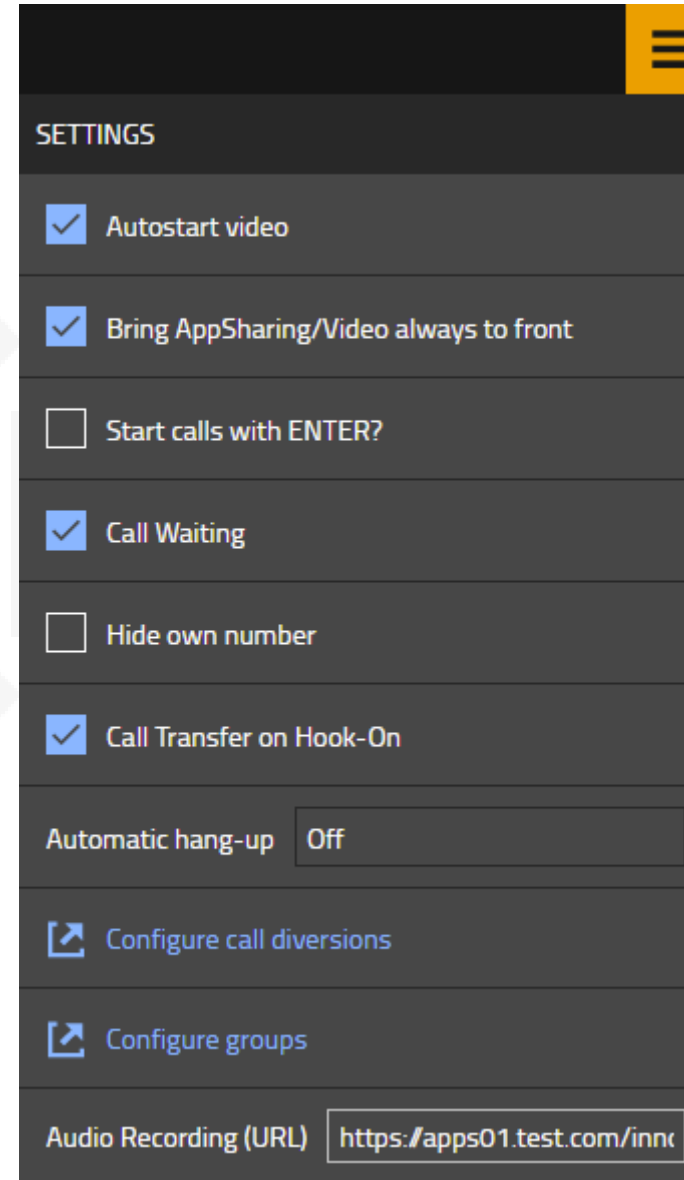 SETTINGS
Autostart video
Bring AppSharing/Video always to front
Start calls with ENTER?
Call Waiting
Hide own number
Call Transfer on Hook-On
Automatic hang-up Off
Configure call diversions
Configure groups
Audio Recording (URL) https://apps01.test.com/inno